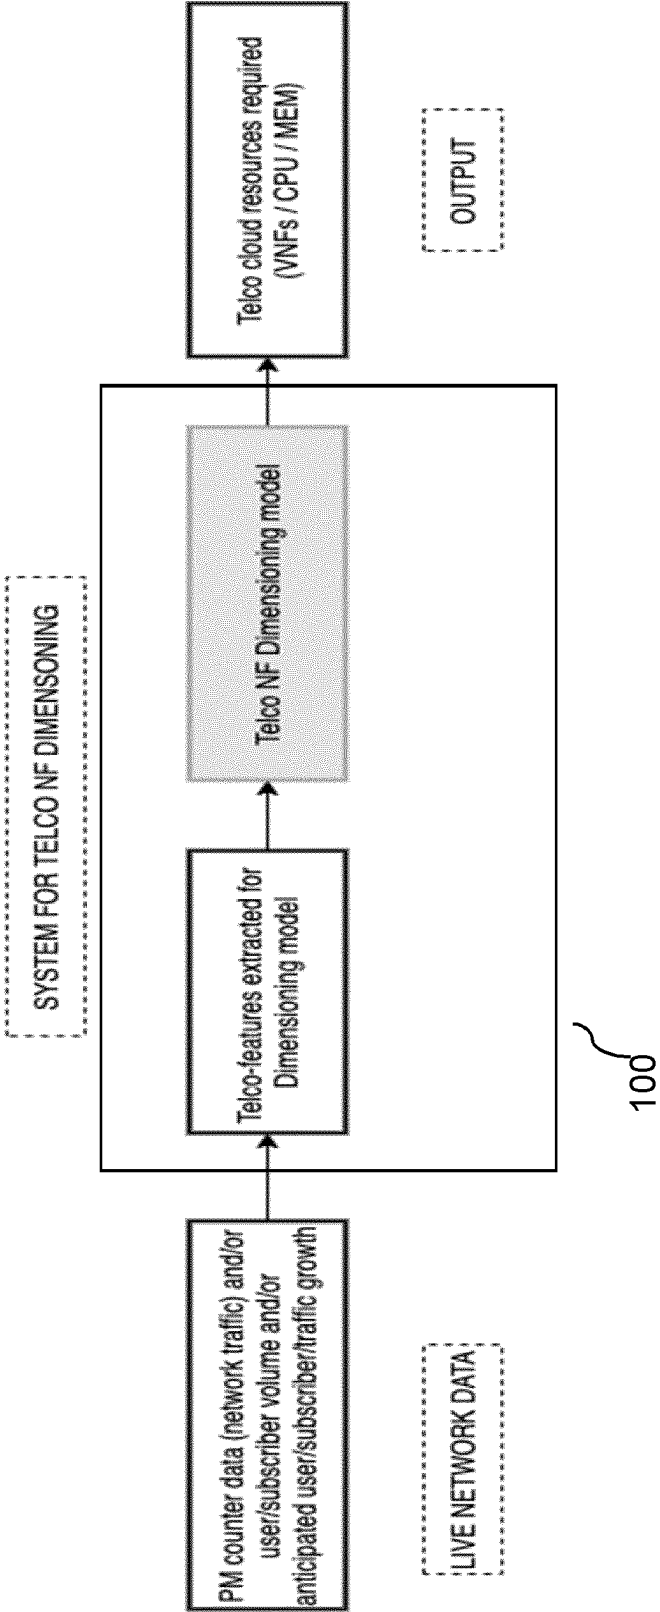 SYSTEM FOR TELCO NF DIMENSONING
PM counter data (network traffic) and/or
user/subscriber volume and/or
anticipated user/subscriber/traffic growth
Telco-features extracted for
Dimensioning model
Telco NF Dimensioning model
Telco cloud resources required
(VNFs / CPU / MEM)
LIVE NETWORK DATA
OUTPUT
100